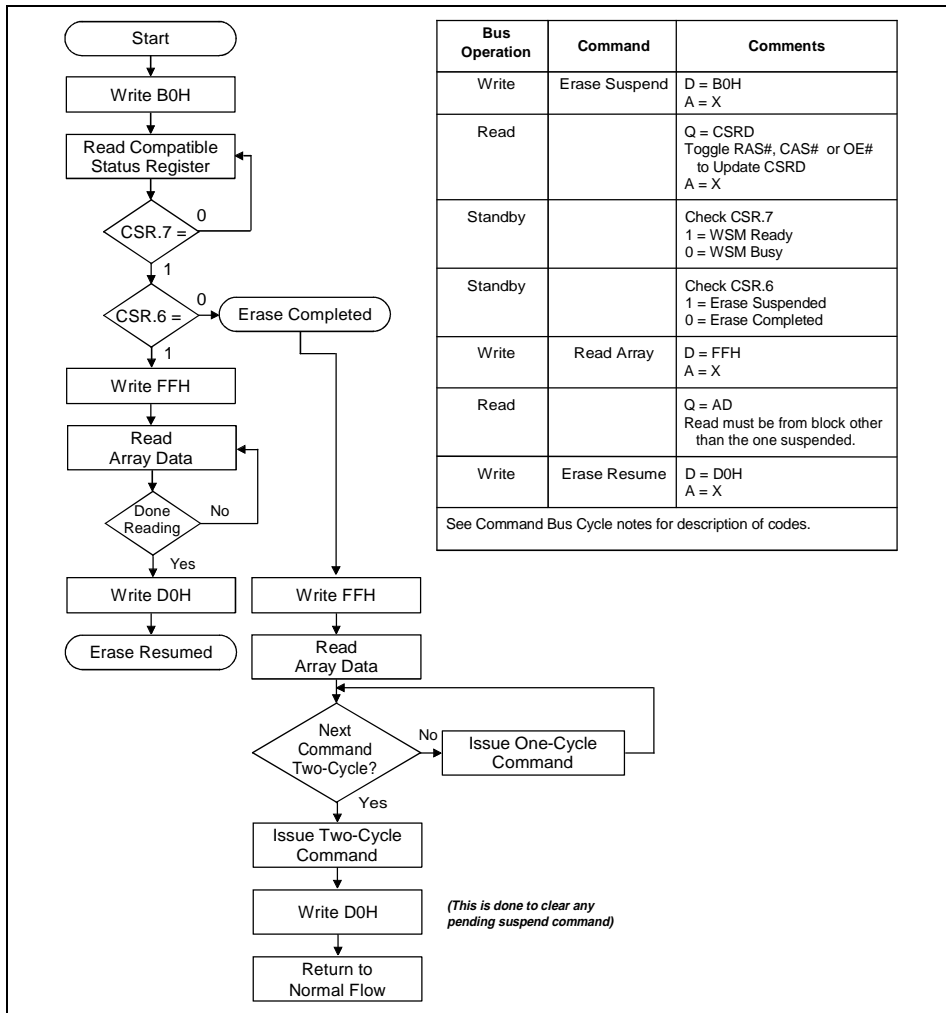 Start
Write B0H
Read Compatible
Status Register
0
CSR.7 =
1
0
CSR.6 =
Erase Completed
1
Write FFH
Read
Array Data
Done
Reading
No
Yes
Write D0H
Erase Resumed
Write FFH
Read
Array Data
Next
Command
Two-Cycle?
No
Issue One-Cycle
Command
Yes
Issue Two-Cycle
Command
Write D0H
(This is done to clear any
pending suspend command)
Return to
Normal Flow
Bus
Operation
Command
Comments
Write
Erase Suspend
D = B0H
A = X
Read
Q = CSRD
Toggle RAS#, CAS# or OE#
to Update CSRD
A = X
Standby
Check CSR.7
1 = WSM Ready
0 = WSM Busy
Standby
Check CSR.6
1 = Erase Suspended
0 = Erase Completed
Write
Read Array
D = FFH
A = X
Read
Q = AD
Read must be from block other
than the one suspended.
Write
Erase Resume
D = D0H
A = X
See Command Bus Cycle notes for description of codes.